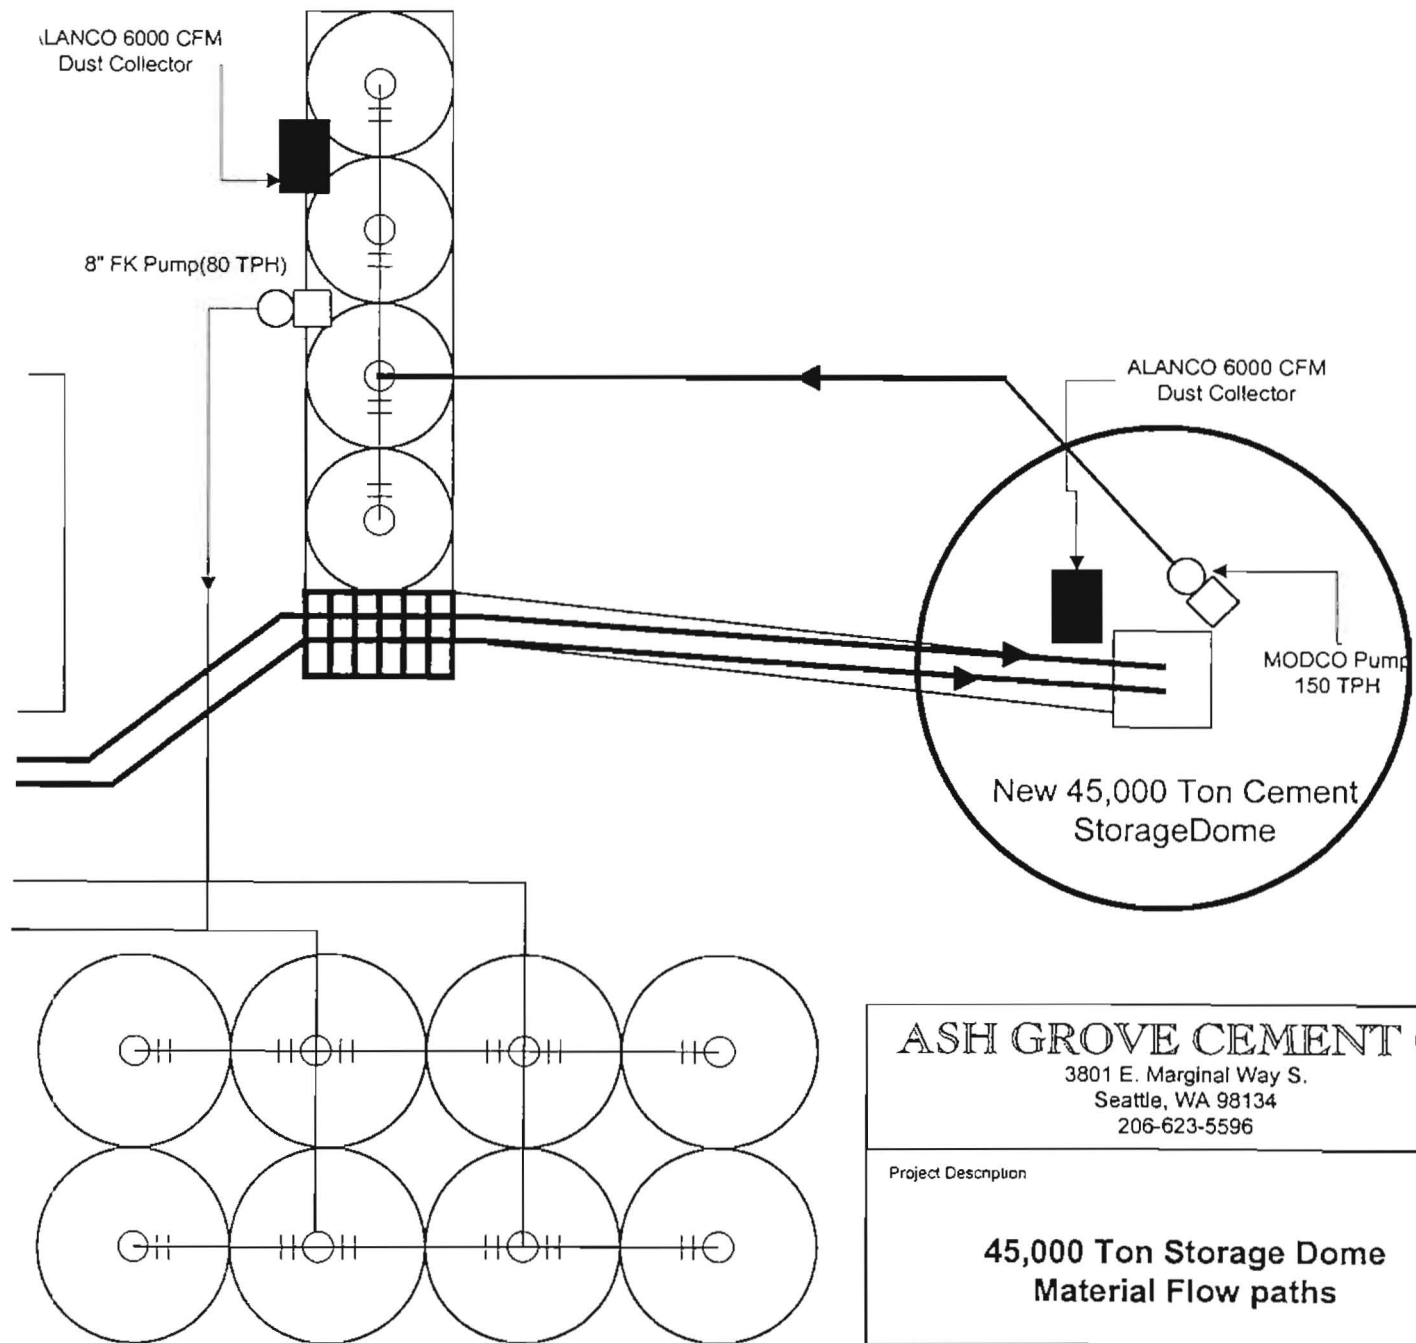 ALANCO 6000 CFM
Dust Collector
8" FK Pump(80 TPH)
ALANCO 6000 CFM
Dust Collector
MODCO Pump
150 TPH
New 45,000 Ton Cement
StorageDome
ASH GROVE CEMENT
3801 E. Marginal Way S.
Seattle, WA 98134
206-623-5596
Project Description
45,000 Ton Storage Dome
Material Flow paths